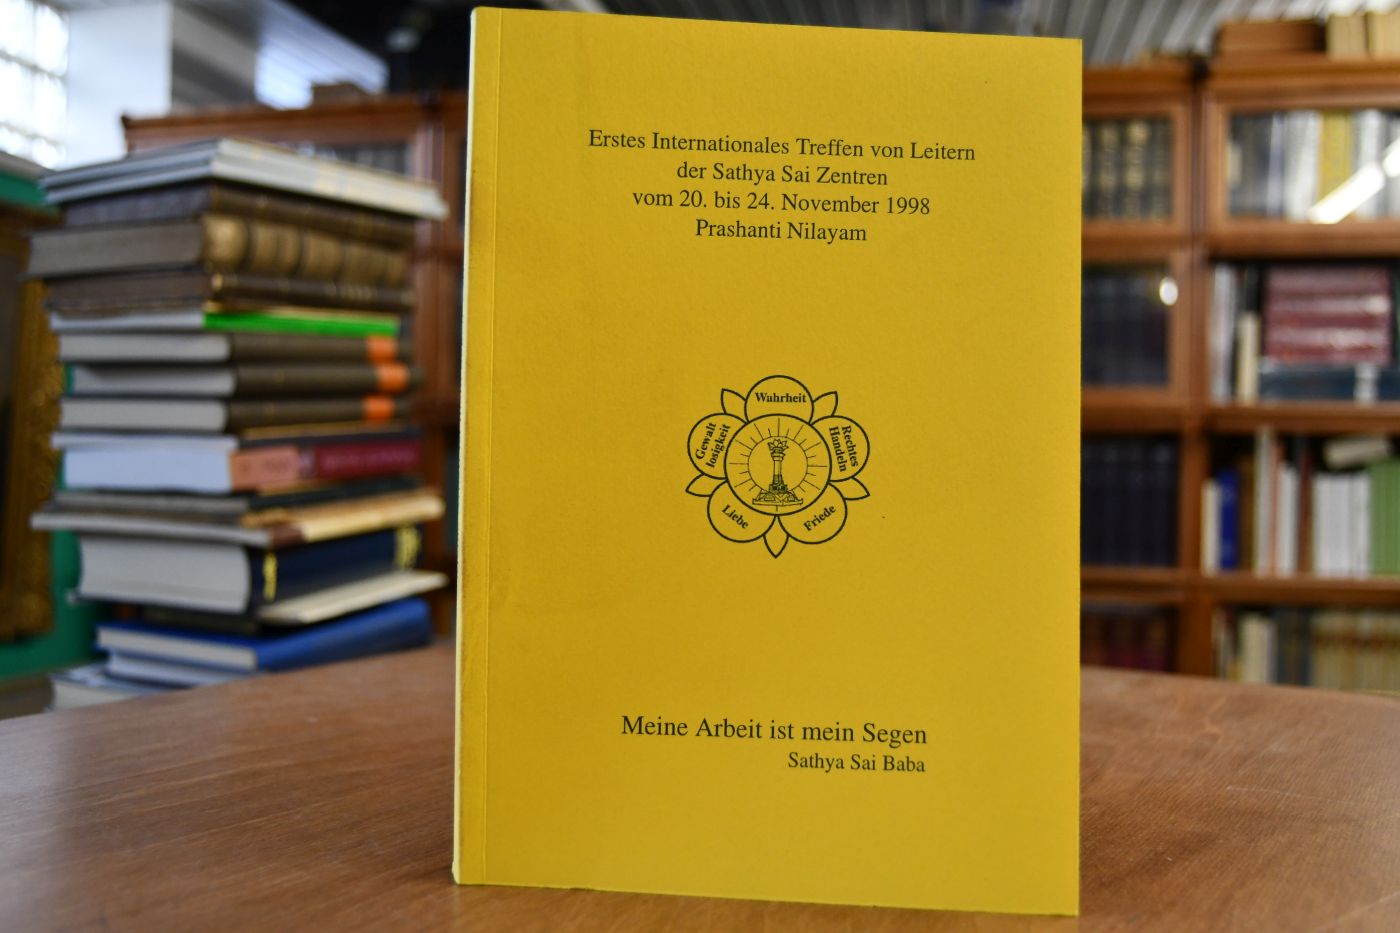 Erstes Internationales Treffen von Leitern
der Sathya Sai Zentren
vom 20. bis 24. November 1998
Prashanti Nilayam
Wahrheit
Gewalt
losigkeit
Rechtes
Handeln
Liebe
Friede
Meine Arbeit ist mein Segen
Sathya Sai Baba